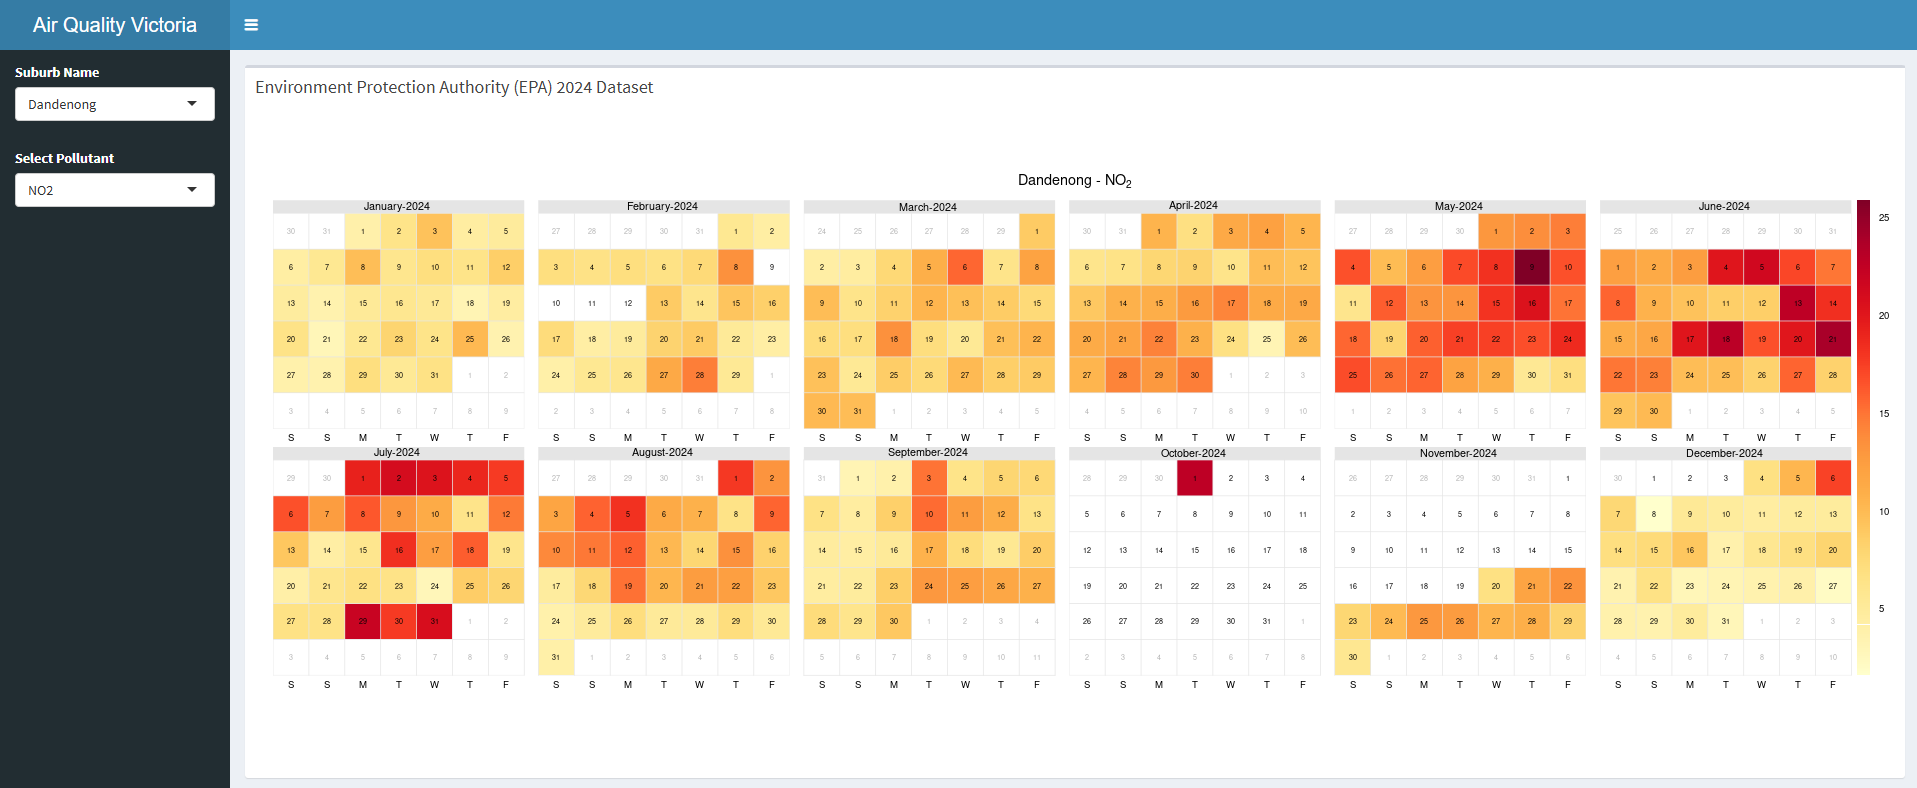 Air Quality Victoria
Suburb Name
Dandenong
Select Pollutant
NO2
Environment Protection Authority (EPA) 2024 Dataset
Dandenong - NO₂
January-2024
30 31 1 2 3 4 5
6 7 8 9 10 11 12
13 14 15 16 17 18 19
20 21 22 23 24 25 26
27 28 29 30 31 1 2
3 4 5 6 7 8 9
S S M T W T F
February-2024
27 28 29 30 31 1 2
3 4 5 6 7 8 9
10 11 12 13 14 15 16
17 18 19 20 21 22 23
24 25 26 27 28 29 1
2 3 4 5 6 7 8
S S M T W T F
March-2024
24 25 26 27 28 29 1
2 3 4 5 6 7 8
9 10 11 12 13 14 15
16 17 18 19 20 21 22
23 24 25 26 27 28 29
30 31 1 2 3 4 5
S S M T W T F
April-2024
30 31 1 2 3 4 5
6 7 8 9 10 11 12
13 14 15 16 17 18 19
20 21 22 23 24 25 26
27 28 29 30 1 2 3
4 5 6 7 8 9 10
S S M T W T F
May-2024
27 28 29 30 1 2 3
4 5 6 7 8 9 10
11 12 13 14 15 16 17
18 19 20 21 22 23 24
25 26 27 28 29 30 31
1 2 3 4 5 6 7
S S M T W T F
June-2024
25 26 27 28 29 30 31
1 2 3 4 5 6 7
8 9 10 11 12 13 14
15 16 17 18 19 20 21
22 23 24 25 26 27 28
29 30 1 2 3 4 5
S S M T W T F
July-2024
29 30 1 2 3 4 5
6 7 8 9 10 11 12
13 14 15 16 17 18 19
20 21 22 23 24 25 26
27 28 29 30 31 1 2
3 4 5 6 7 8 9
S S M T W T F
August-2024
27 28 29 30 31 1 2
3 4 5 6 7 8 9
10 11 12 13 14 15 16
17 18 19 20 21 22 23
24 25 26 27 28 29 30
31 1 2 3 4 5 6
S S M T W T F
September-2024
31 1 2 3 4 5 6
7 8 9 10 11 12 13
14 15 16 17 18 19 20
21 22 23 24 25 26 27
28 29 30 1 2 3 4
5 6 7 8 9 10 11
S S M T W T F
October-2024
28 29 30 1 2 3 4
5 6 7 8 9 10 11
12 13 14 15 16 17 18
19 20 21 22 23 24 25
26 27 28 29 30 31 1
2 3 4 5 6 7 8
S S M T W T F
November-2024
26 27 28 29 30 31 1
2 3 4 5 6 7 8
9 10 11 12 13 14 15
16 17 18 19 20 21 22
23 24 25 26 27 28 29
30 1 2 3 4 5 6
S S M T W T F
December-2024
30 1 2 3 4 5 6
7 8 9 10 11 12 13
14 15 16 17 18 19 20
21 22 23 24 25 26 27
28 29 30 31 1 2 3
4 5 6 7 8 9 10
S S M T W T F
25
20
15
10
5